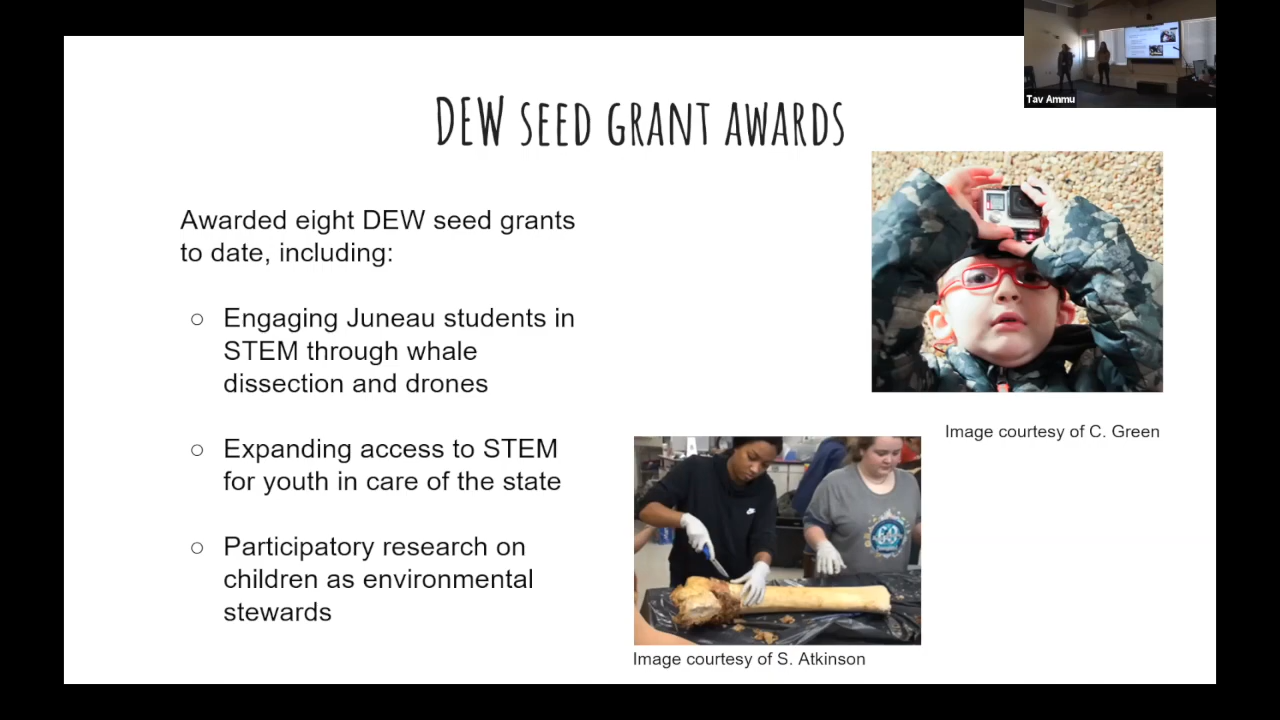 Tav Ammu
DEW SEED GRANT AWARDS
Awarded eight DEW seed grants
to date, including:
○ Engaging Juneau students in
STEM through whale
dissection and drones
○ Expanding access to STEM
for youth in care of the state
○ Participatory research on
children as environmental
stewards
Image courtesy of C. Green
Image courtesy of S. Atkinson